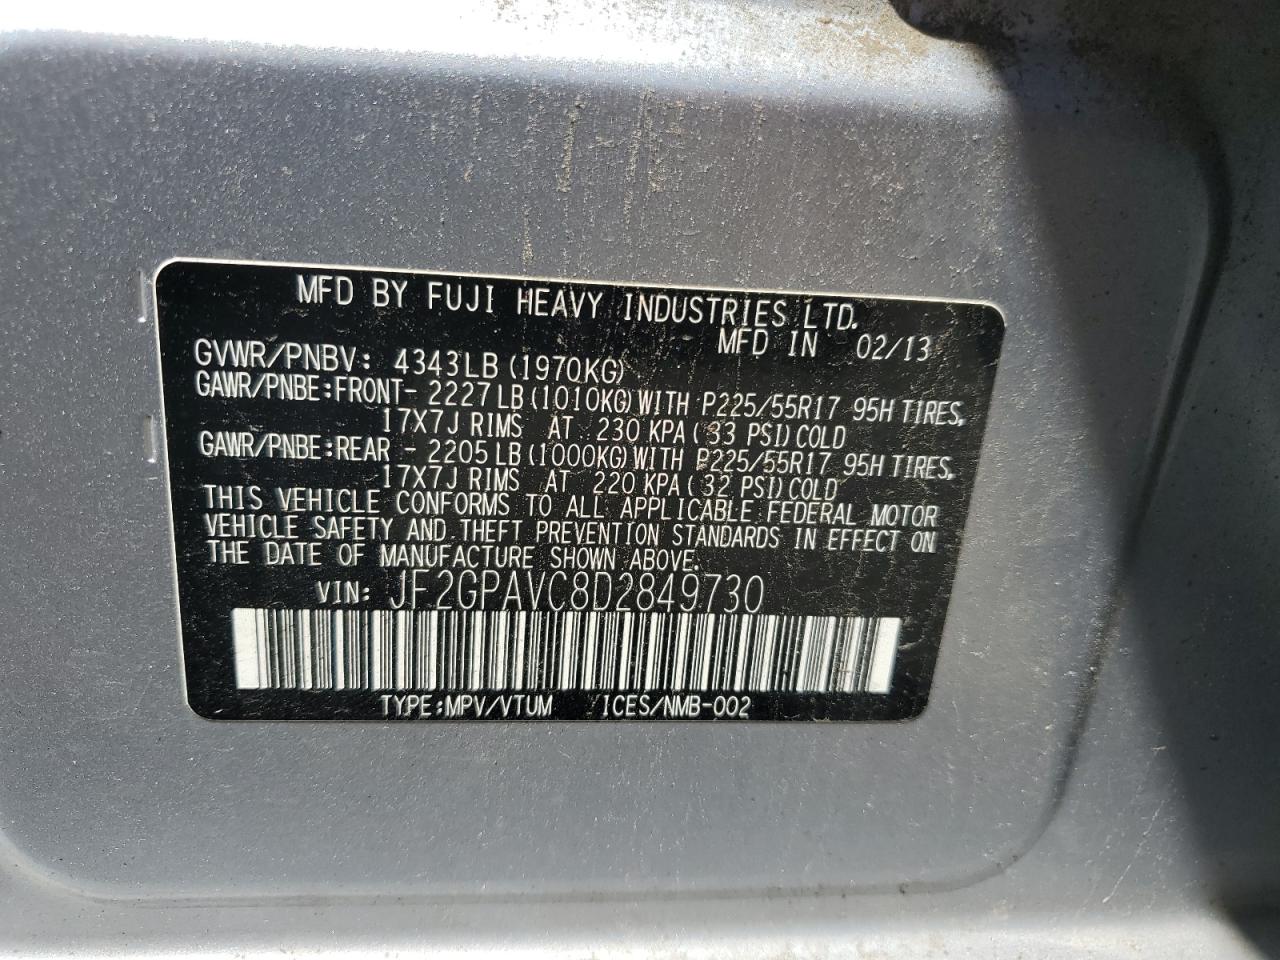 MFD BY FUJI HEAVY INDUSTRIES LTD.
MFD IN 02/13
GVWR/PNBV: 4343LB (1970KG)
GAWR/PNBE:FRONT- 2227LB (1010KG) WITH P225/55R17 95H TIRES,
17X7J RIMS AT 230 KPA (33 PSI) COLD
GAWR/PNBE:REAR - 2205LB (1000KG) WITH P225/55R17 95H TIRES,
17X7J RIMS AT 220 KPA (32 PSI) COLD
THIS VEHICLE CONFORMS TO ALL APPLICABLE FEDERAL MOTOR
VEHICLE SAFETY AND THEFT PREVENTION STANDARDS IN EFFECT ON
THE DATE OF MANUFACTURE SHOWN ABOVE.
VIN: JF2GPAVC8D2849730
TYPE:MPV/VTUM ICES/NMB-002